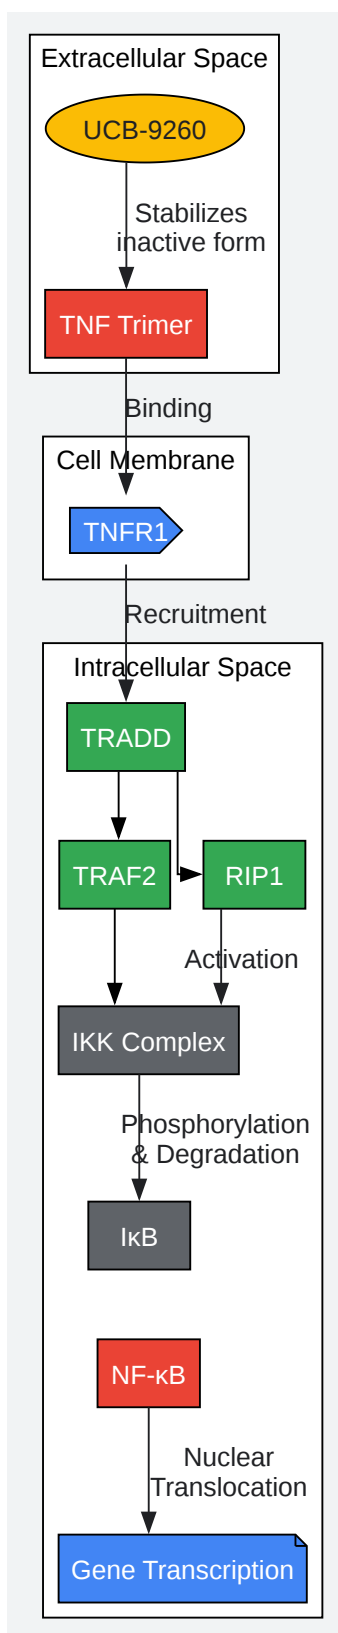 Extracellular Space
UCB-9260
Stabilizes
inactive form
TNF Trimer
Binding
Cell Membrane
TNFR1
Recruitment
Intracellular Space
TRADD
TRAF2
RIP1
Activation
IKK Complex
Phosphorylation
& Degradation
IκB
NF-κB
Nuclear
Translocation
Gene Transcription